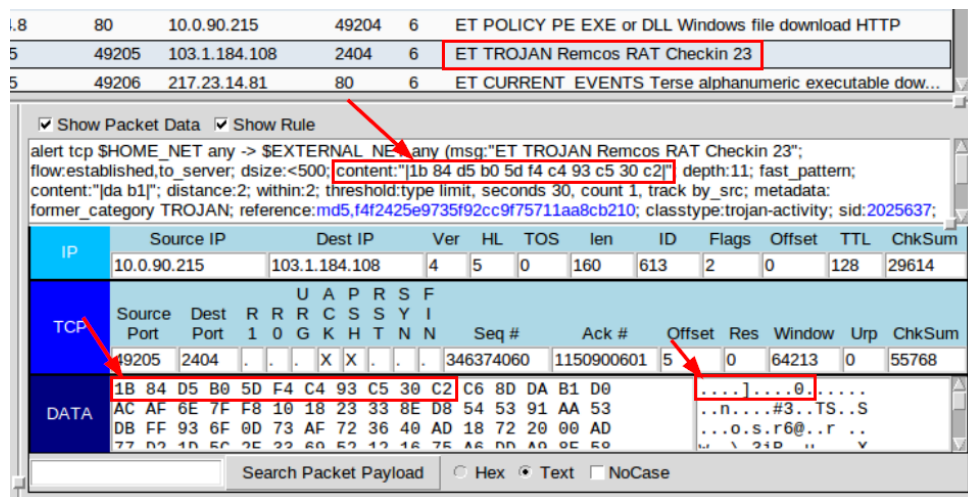 .8 80 10.0.90.215 49204 6 ET POLICY PE EXE or DLL Windows file download HTTP
5 49205 103.1.184.108 2404 6 ET TROJAN Remcos RAT Checkin 23
5 49206 217.23.14.81 80 6 ET CURRENT_EVENTS Terse alphanumeric executable dow...
Show Packet Data Show Rule
alert tcp $HOME_NET any -> $EXTERNAL_NET any (msg:"ET TROJAN Remcos RAT Checkin 23";
flow:established,to_server; dsize:<500; content:"|1b 84 d5 b0 5d f4 c4 93 c5 30 c2|"; depth:11; fast_pattern;
content:"|da b1|"; distance:2; within:2; threshold:type limit, seconds 30, count 1, track by_src; metadata:
former_category TROJAN; reference:md5,f4f2425e9735f92cc9f75711aa8cb210; classtype:trojan-activity; sid:2025637;
IP
Source IP Dest IP Ver HL TOS len ID Flags Offset TTL ChkSum
10.0.90.215 103.1.184.108 4 5 0 160 613 2 0 128 29614
TCP
U A P R S F
Source Dest R R R C S S Y I
Port Port 1 0 G K H T N N Seq # Ack # Offset Res Window Urp ChkSum
49205 2404 . . . X X . . . 346374060 1150900601 5 0 64213 0 55768
DATA
1B 84 D5 B0 5D F4 C4 93 C5 30 C2 C6 8D DA B1 D0 ....]....0......
AC AF 6E 7F F8 10 18 23 33 8E D8 54 53 91 AA 53 ..n....#3..TS..S
DB FF 93 6F 0D 73 AF 72 36 40 AD 18 72 20 00 AD ...o.s.r6@..r ..
Search Packet Payload Hex Text NoCase